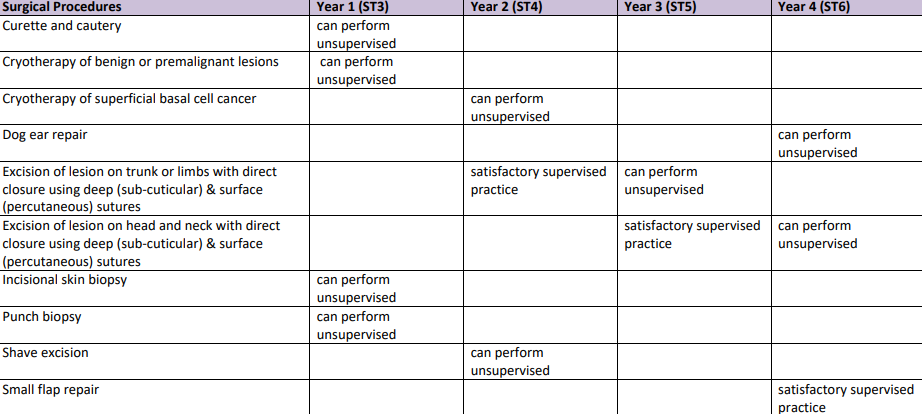 Surgical Procedures Year 1 (ST3) Year 2 (ST4) Year 3 (ST5) Year 4 (ST6)
Curette and cautery can perform
unsupervised
Cryotherapy of benign or premalignant lesions can perform
unsupervised
Cryotherapy of superficial basal cell cancer can perform
unsupervised
Dog ear repair can perform
unsupervised
Excision of lesion on trunk or limbs with direct satisfactory supervised can perform
closure using deep (sub-cuticular) & surface practice unsupervised
(percutaneous) sutures
Excision of lesion on head and neck with direct satisfactory supervised can perform
closure using deep (sub-cuticular) & surface practice unsupervised
(percutaneous) sutures
Incisional skin biopsy can perform
unsupervised
Punch biopsy can perform
unsupervised
Shave excision can perform
unsupervised
Small flap repair satisfactory supervised
practice